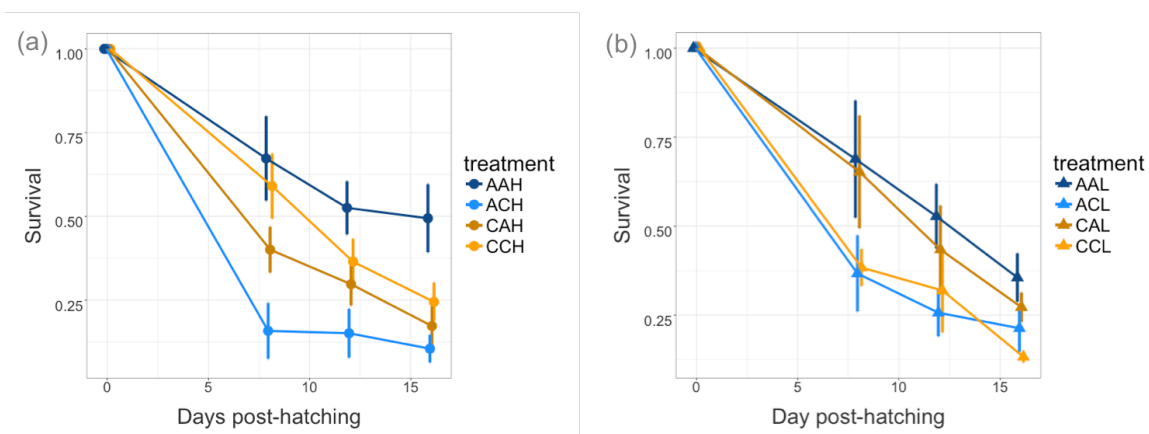 (a)
1.00
0.75
0.50
0.25
Survival
0 5 10 15
Days post-hatching
treatment
AAH
ACH
CAH
CCH
(b)
1.00
0.75
0.50
0.25
Survival
0 5 10 15
Day post-hatching
treatment
AAL
ACL
CAL
CCL